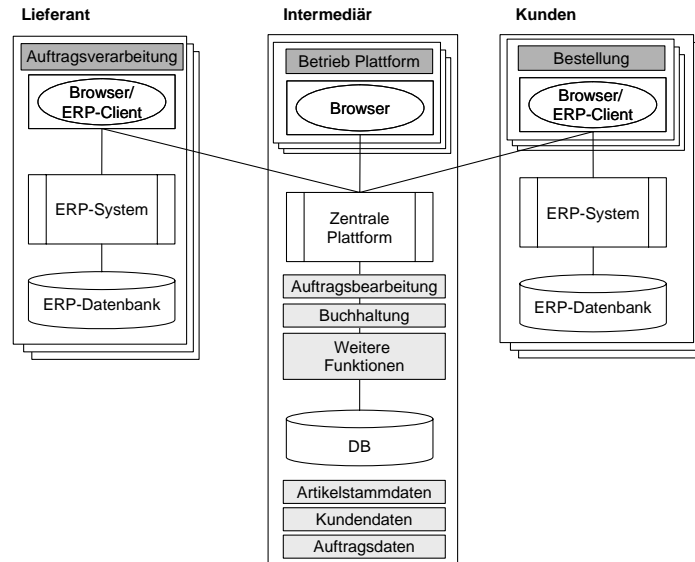 Lieferant
Auftragsverarbeitung
Browser/
ERP-Client
ERP-System
ERP-Datenbank
Intermediär
Betrieb Plattform
Browser
Zentrale
Plattform
Auftragsbearbeitung
Buchhaltung
Weitere
Funktionen
DB
Artikelstammdaten
Kundendaten
Auftragsdaten
Kunden
Bestellung
Browser/
ERP-Client
ERP-System
ERP-Datenbank